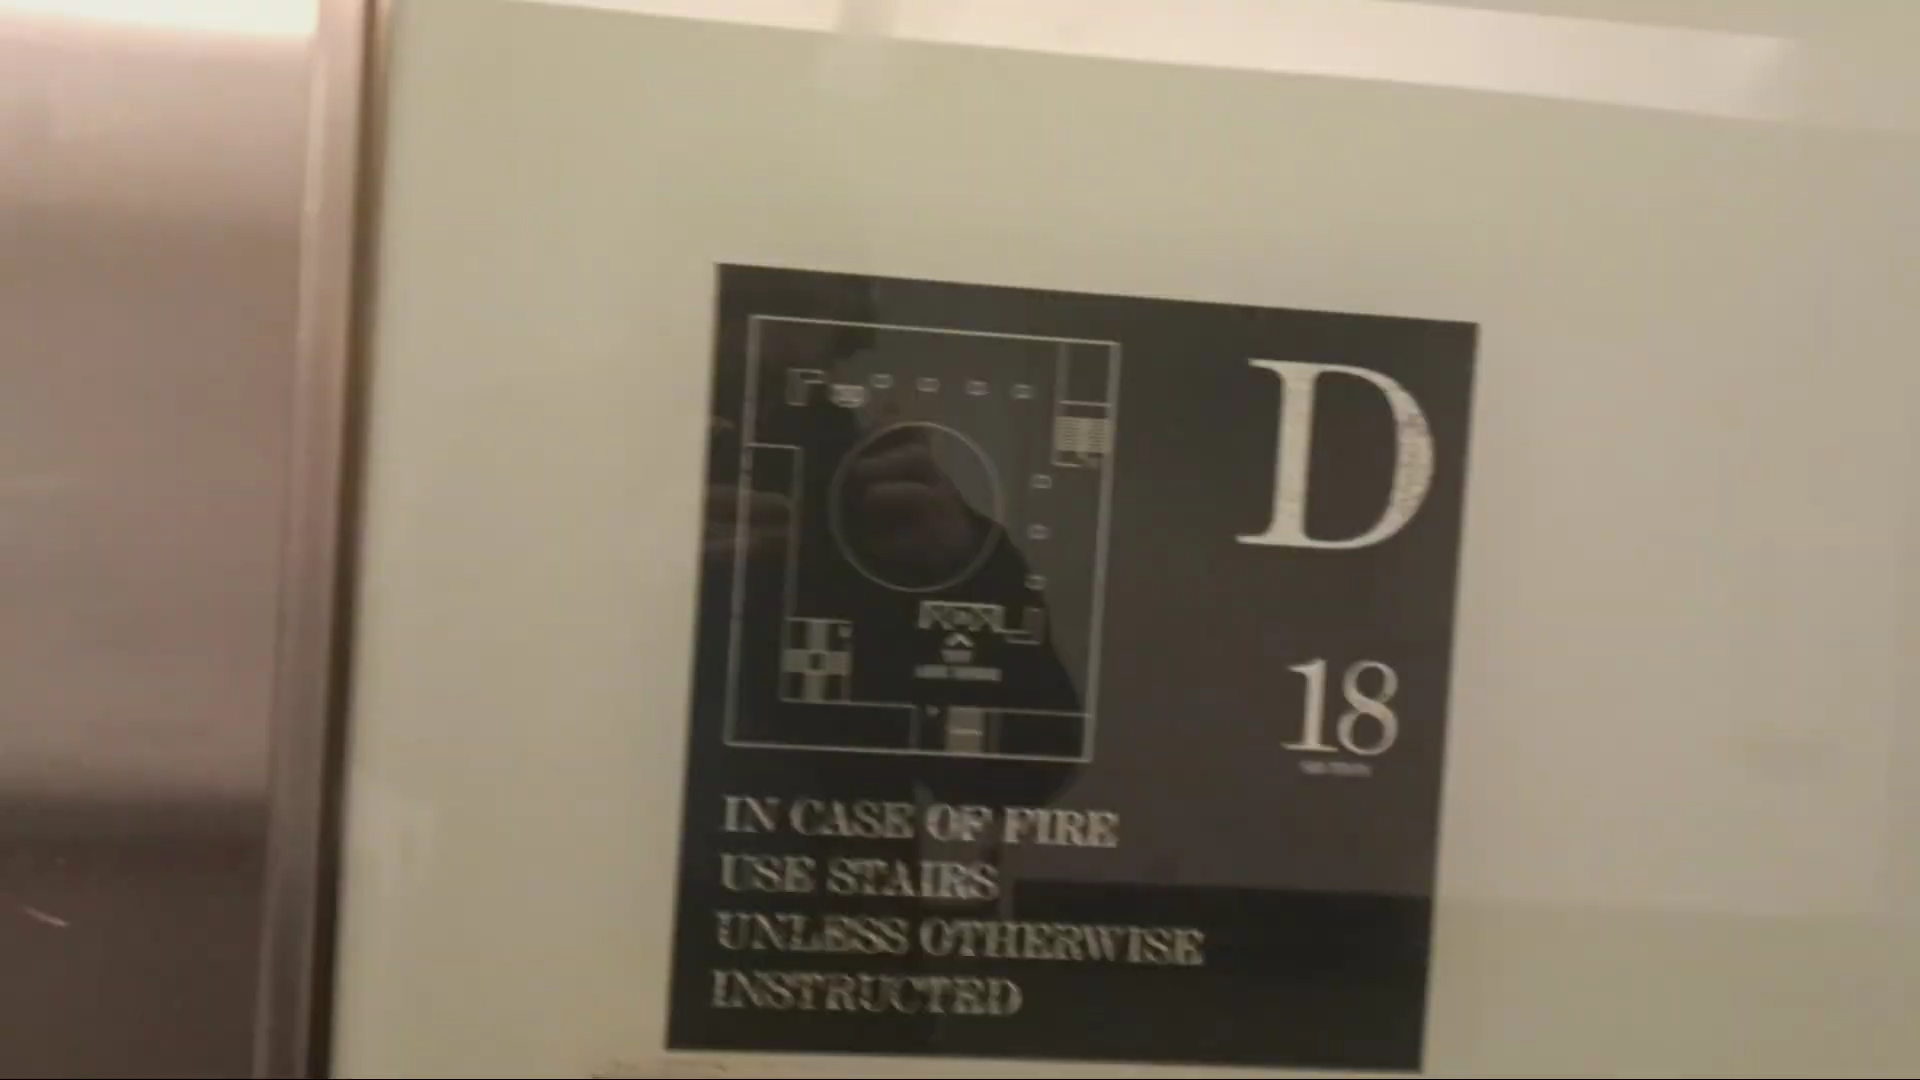 D
18
IN CASE OF FIRE
USE STAIRS
UNLESS OTHERWISE
INSTRUCTED